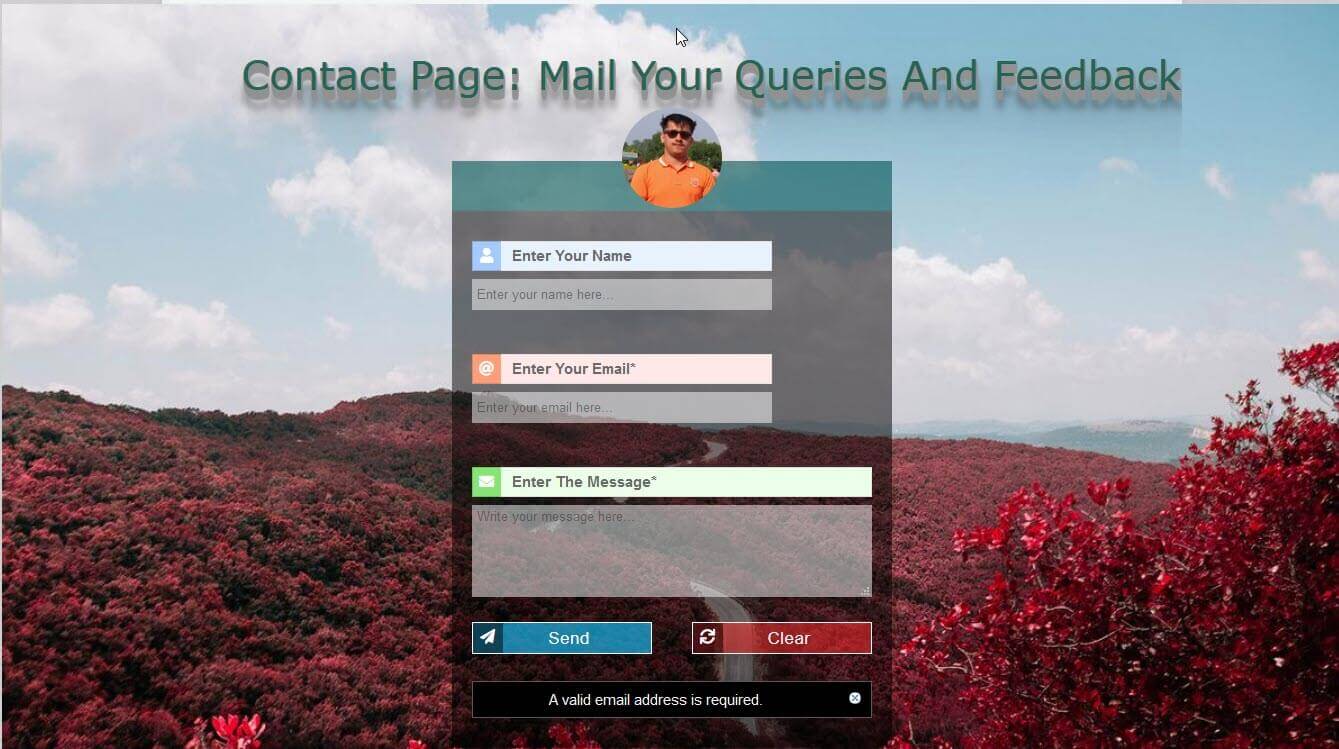 Contact Page: Mail Your Queries And Feedback
Enter Your Name
Enter your name here...
@ Enter Your Email*
Enter your email here...
Enter The Message*
Write your message here...
Send
Clear
A valid email address is required.